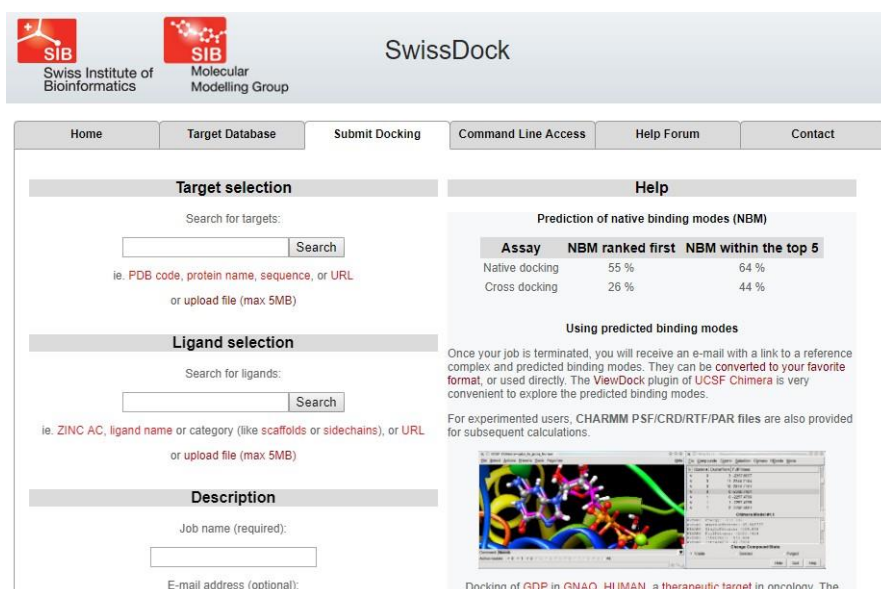 SIB
Swiss Institute of
Bioinformatics
SIB
Molecular
Modelling Group
SwissDock
Home
Target Database
Submit Docking
Command Line Access
Help Forum
Contact
Target selection
Search for targets:
Search
ie. PDB code, protein name, sequence, or URL
or upload file (max 5MB)
Ligand selection
Search for ligands:
Search
ie. ZINC AC, ligand name or category (like scaffolds or sidechains), or URL
or upload file (max 5MB)
Description
Job name (required):
E-mail address (optional):
Help
Prediction of native binding modes (NBM)
Assay NBM ranked first NBM within the top 5
Native docking 55 % 64 %
Cross docking 26 % 44 %
Using predicted binding modes
Once your job is terminated, you will receive an e-mail with a link to a reference
complex and predicted binding modes. They can be converted to your favorite
format, or used directly. The ViewDock plugin of UCSF Chimera is very
convenient to explore the predicted binding modes.
For experimented users, CHARMM PSF/CRD/RTF/PAR files are also provided
for subsequent calculations.
Docking of GDP in GNAO_HUMAN, a therapeutic target in oncology. The